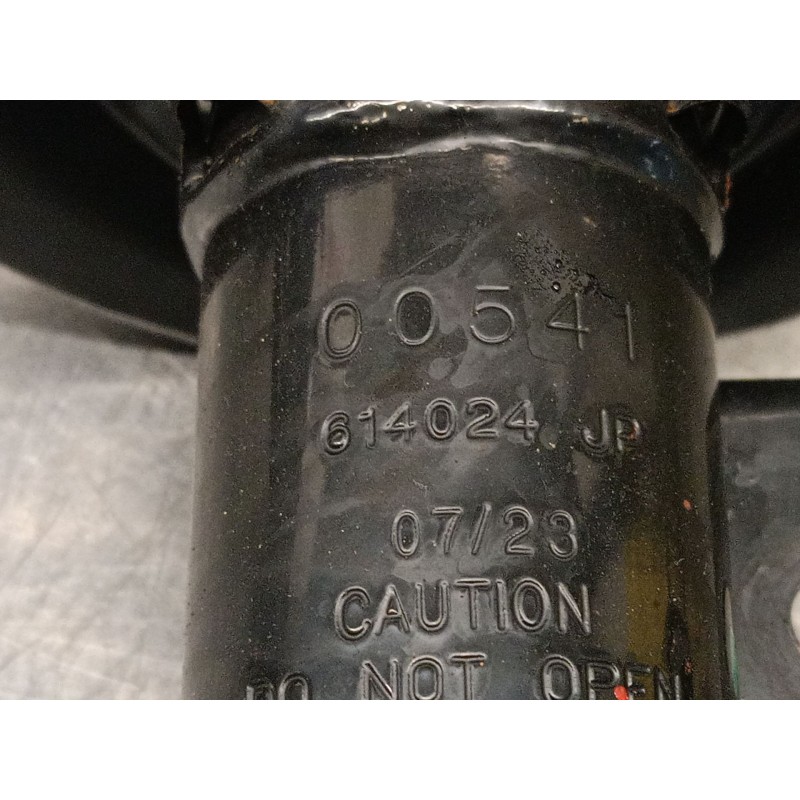 00541
614024 JP
07/23
CAUTION
DO NOT OPEN